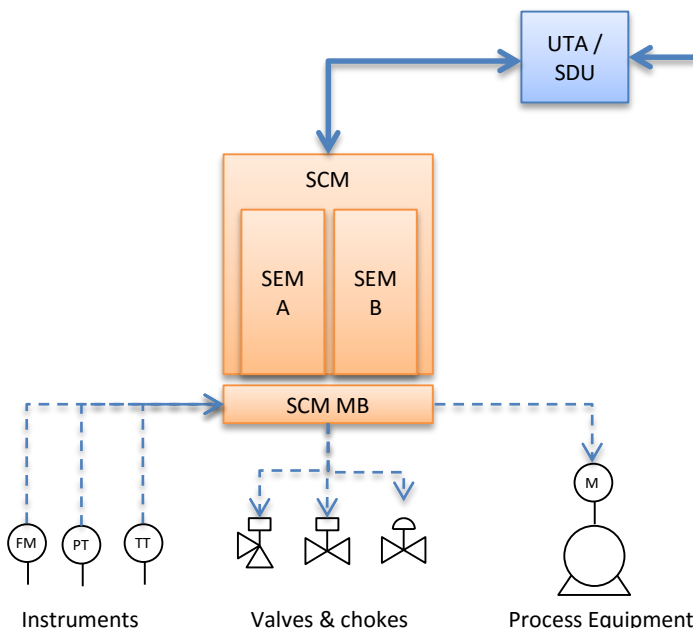 UTA /
SDU
SCM
SEM
A
SEM
B
SCM MB
M
FM
PT
TT
Instruments
Valves & chokes
Process Equipment